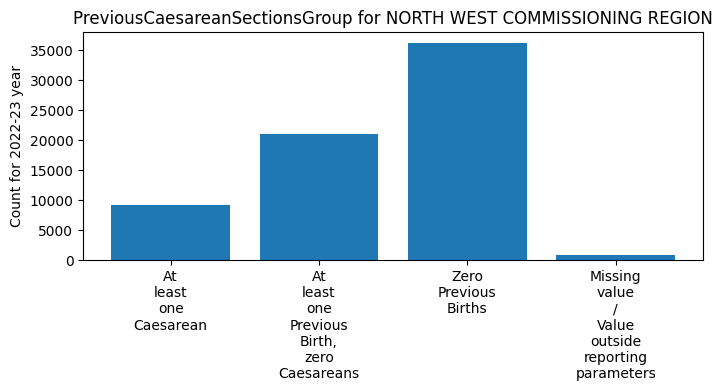 PreviousCaesareanSectionsGroup for NORTH WEST COMMISSIONING REGION
Count for 2022-23 year
35000
30000
25000
20000
15000
10000
5000
0
At
least
one
Caesarean
At
least
one
Previous
Birth,
zero
Caesareans
Zero
Previous
Births
Missing
value
/
Value
outside
reporting
parameters